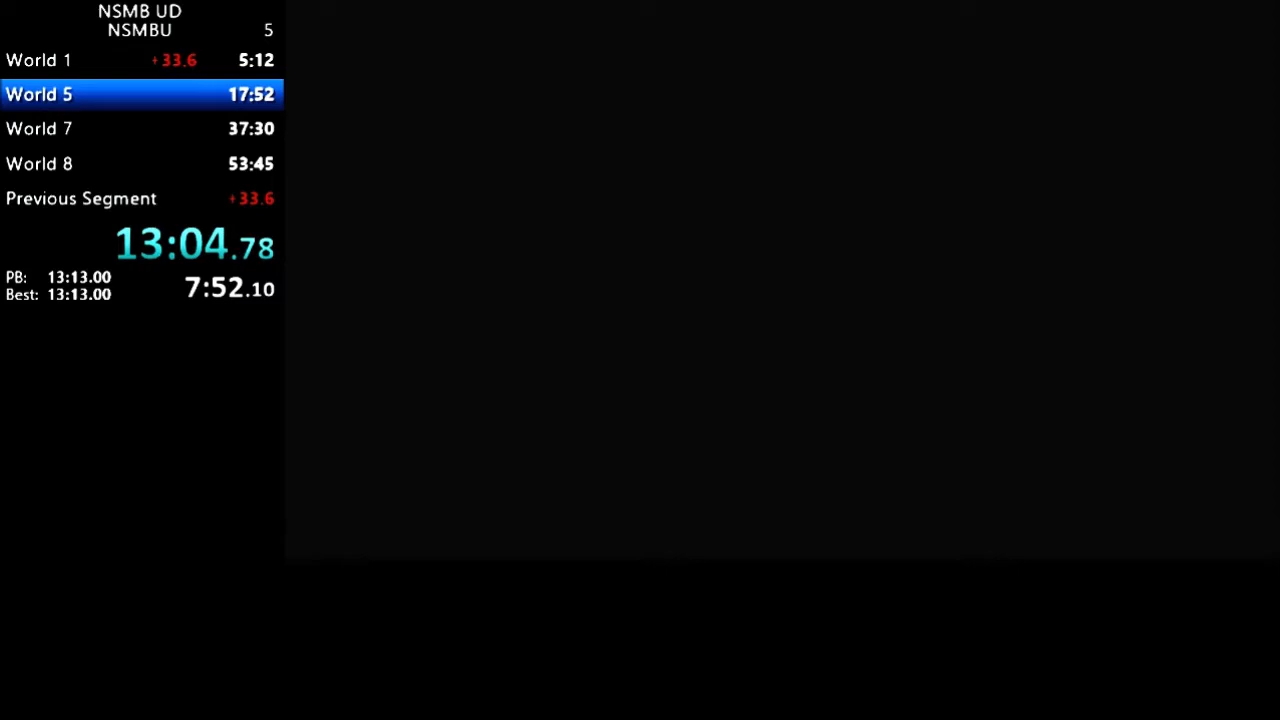 NSMB UD
NSMBU 5
World 1 +33.6 5:12
World 5 17:52
World 7 37:30
World 8 53:45
Previous Segment +33.6
13:04.78
PB: 13:13.00
Best: 13:13.00
7:52.10